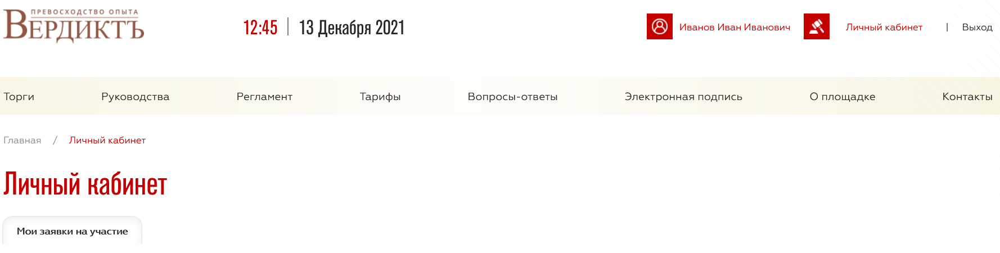 ПРЕВОСХОДСТВО ОПЫТА
ВЕРДИКТЪ
12:45 | 13 Декабря 2021
Иванов Иван Иванович Личный кабинет | Выход
Торги Руководства Регламент Тарифы Вопросы-ответы Электронная подпись О площадке Контакты
Главная / Личный кабинет
Личный кабинет
Мои заявки на участие